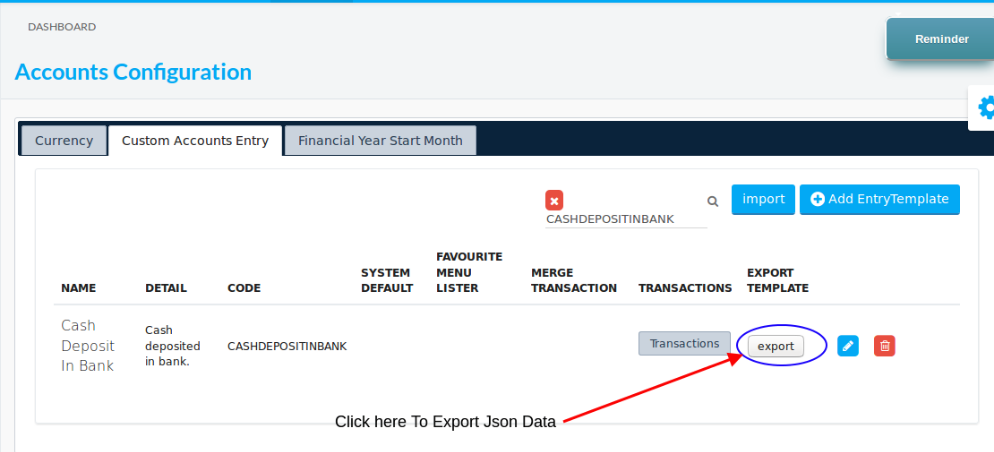 DASHBOARD
Reminder
Accounts Configuration
Currency
Custom Accounts Entry
Financial Year Start Month
CASHDEPOSITINBANK
import
Add EntryTemplate
NAME
DETAIL
CODE
SYSTEM
DEFAULT
FAVOURITE
MENU
LISTER
MERGE
TRANSACTION
TRANSACTIONS
EXPORT
TEMPLATE
Cash
Deposit
In Bank
Cash
deposited
in bank.
CASHDEPOSITINBANK
Transactions
export
Click here To Export Json Data